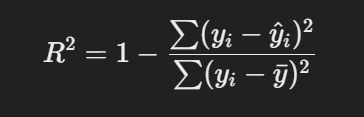 R² = 1 − ∑(yᵢ − ŷᵢ)² / ∑(yᵢ − ȳ)²